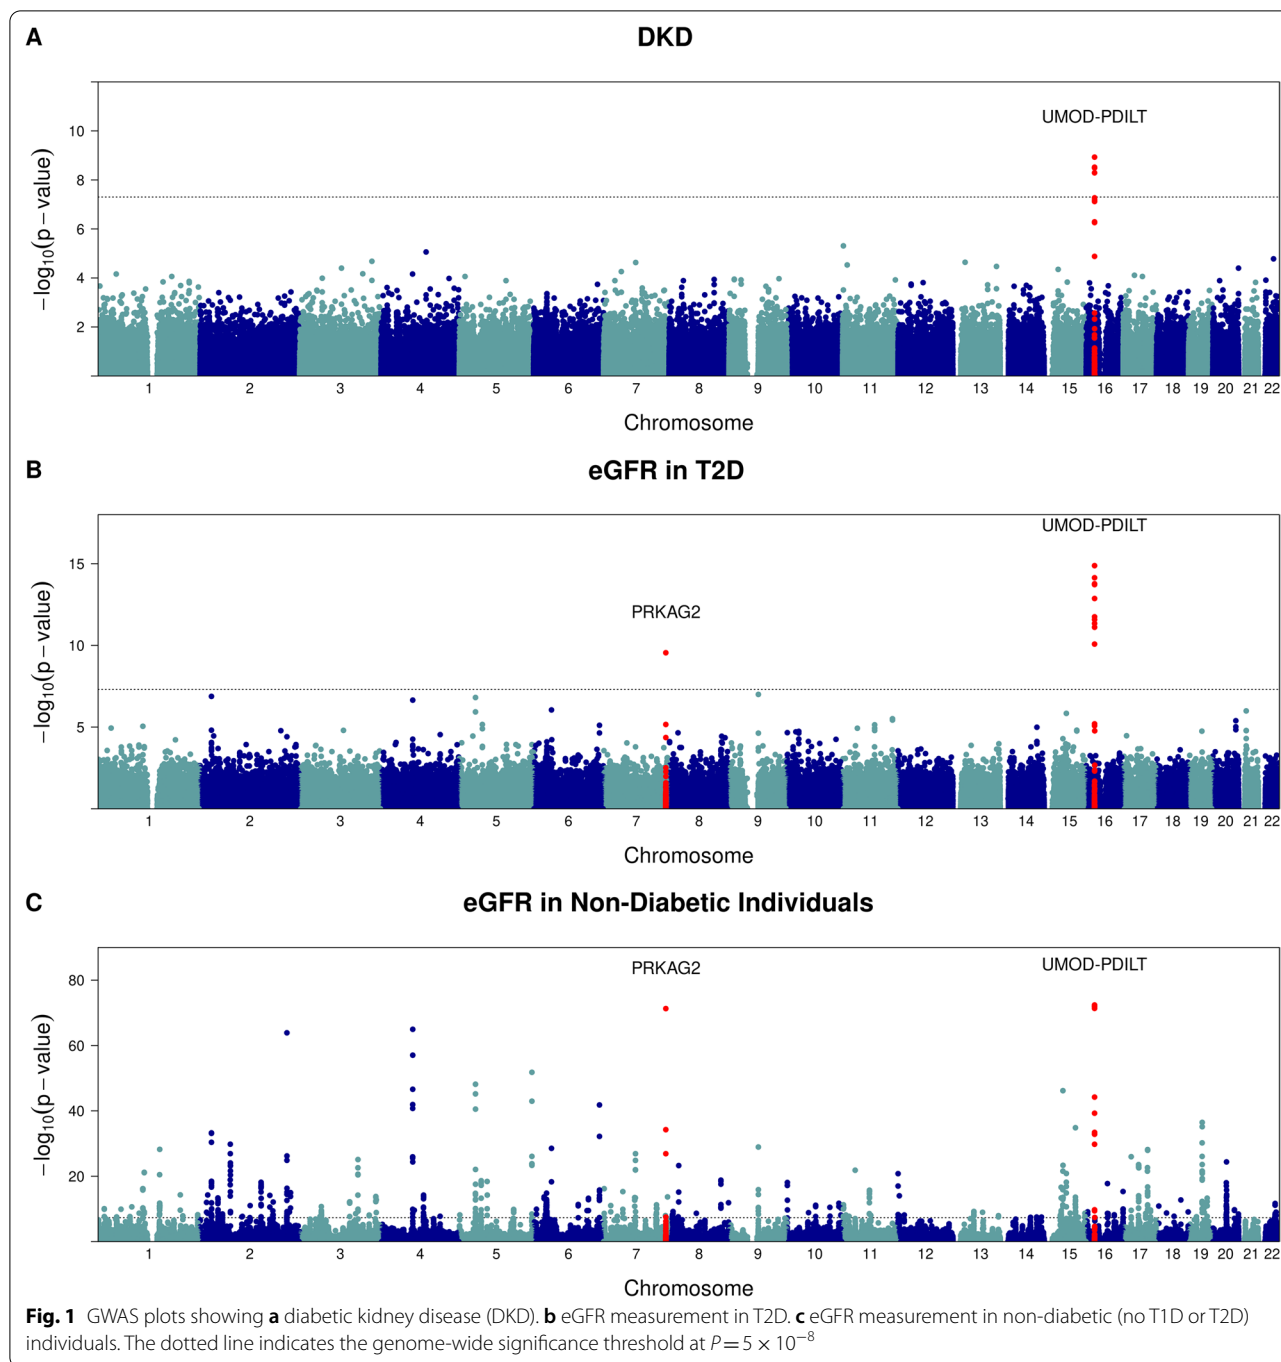 A
DKD
UMOD-PDILT
10
8
6
4
2
−log10(p − value)
1 2 3 4 5 6 7 8 9 10 11 12 13 14 15 16 17 18 19 20 21 22
Chromosome
B
eGFR in T2D
UMOD-PDILT
PRKAG2
15
10
5
−log10(p − value)
1 2 3 4 5 6 7 8 9 10 11 12 13 14 15 16 17 18 19 20 21 22
Chromosome
C
eGFR in Non-Diabetic Individuals
PRKAG2
UMOD-PDILT
80
60
40
20
−log10(p − value)
1 2 3 4 5 6 7 8 9 10 11 12 13 14 15 16 17 18 19 20 21 22
Chromosome
Fig. 1 GWAS plots showing a diabetic kidney disease (DKD). b eGFR measurement in T2D. c eGFR measurement in non-diabetic (no T1D or T2D)
individuals. The dotted line indicates the genome-wide significance threshold at P = 5 × 10−8